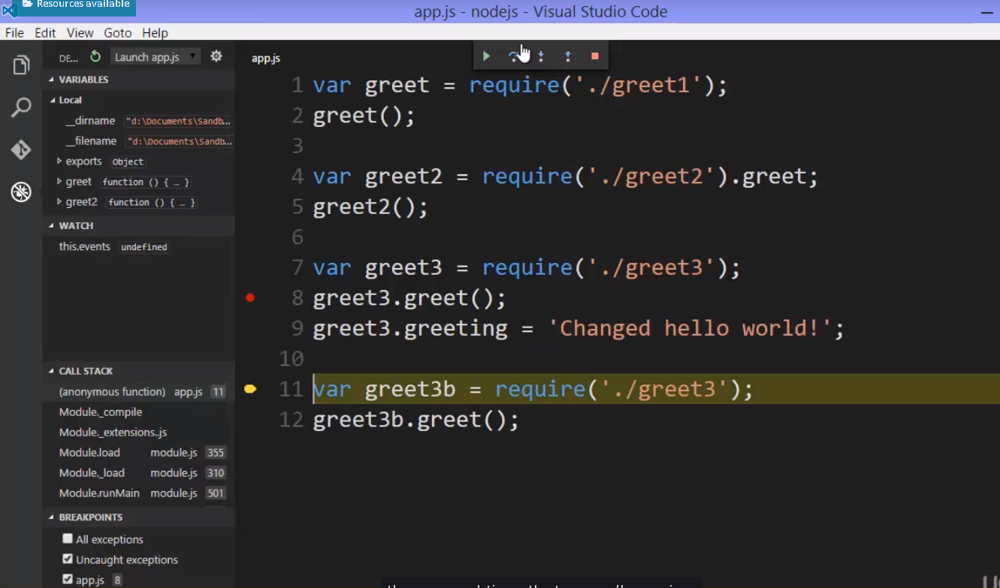 Resources available
app.js - nodejs - Visual Studio Code
File Edit View Goto Help
DE... Launch app.js
app.js
VARIABLES
Local
__dirname "d:\Documents\Sandb...
__filename "d:\Documents\Sandb...
exports Object
greet function () { … }
greet2 function () { … }
WATCH
this.events undefined
CALL STACK
(anonymous function) app.js 11
Module._compile
Module._extensions..js
Module.load module.js 355
Module._load module.js 310
Module.runMain module.js 501
BREAKPOINTS
All exceptions
Uncaught exceptions
app.js 8
1 var greet = require('./greet1');
2 greet();
3
4 var greet2 = require('./greet2').greet;
5 greet2();
6
7 var greet3 = require('./greet3');
8 greet3.greet();
9 greet3.greeting = 'Changed hello world!';
10
11 var greet3b = require('./greet3');
12 greet3b.greet();